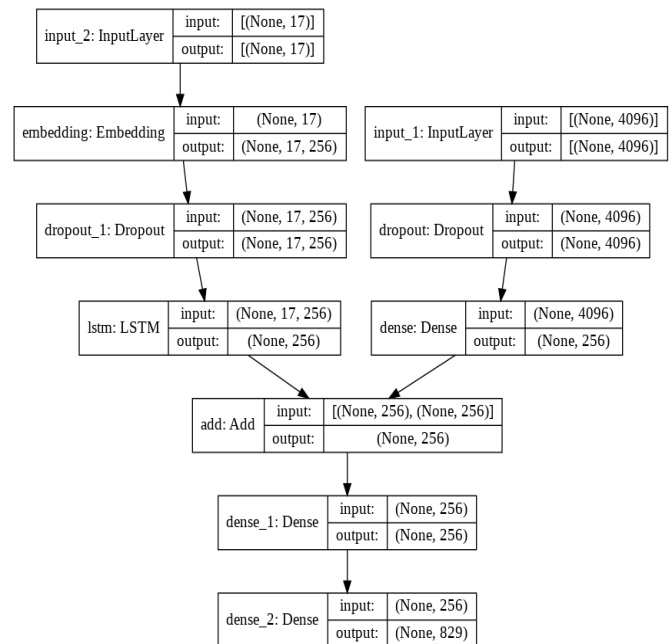 input_2: InputLayer
input: [(None, 17)]
output: [(None, 17)]
embedding: Embedding
input: (None, 17)
output: (None, 17, 256)
input_1: InputLayer
input: [(None, 4096)]
output: [(None, 4096)]
dropout_1: Dropout
input: (None, 17, 256)
output: (None, 17, 256)
dropout: Dropout
input: (None, 4096)
output: (None, 4096)
lstm: LSTM
input: (None, 17, 256)
output: (None, 256)
dense: Dense
input: (None, 4096)
output: (None, 256)
add: Add
input: [(None, 256), (None, 256)]
output: (None, 256)
dense_1: Dense
input: (None, 256)
output: (None, 256)
dense_2: Dense
input: (None, 256)
output: (None, 829)